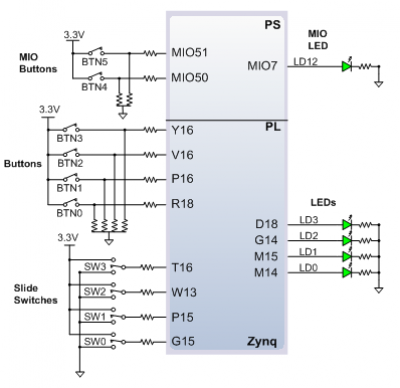 PS
3.3V
MIO
Buttons
BTN5
BTN4
MIO51
MIO50
MIO7
LD12
MIO
LED
3.3V
PL
Buttons
BTN3
BTN2
BTN1
BTN0
Y16
V16
P16
R18
LEDs
D18
G14
M15
M14
LD3
LD2
LD1
LD0
3.3V
Slide
Switches
SW3
SW2
SW1
SW0
T16
W13
P15
G15
Zynq